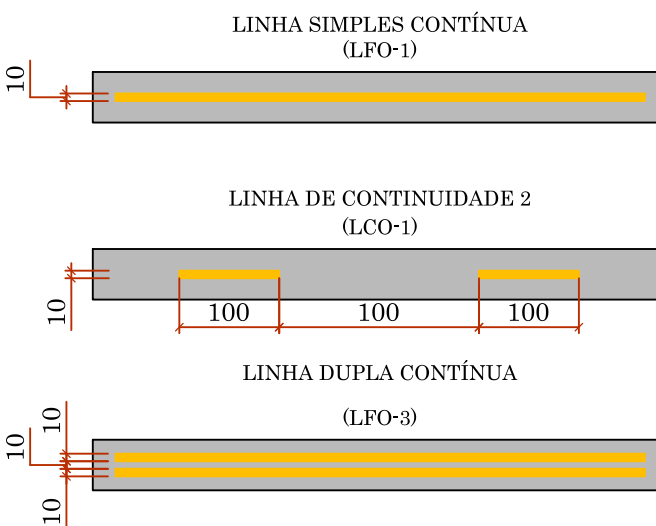 LINHA SIMPLES CONTÍNUA
(LFO-1)
10
LINHA DE CONTINUIDADE 2
(LCO-1)
10
100 100 100
LINHA DUPLA CONTÍNUA
(LFO-3)
10
10
10